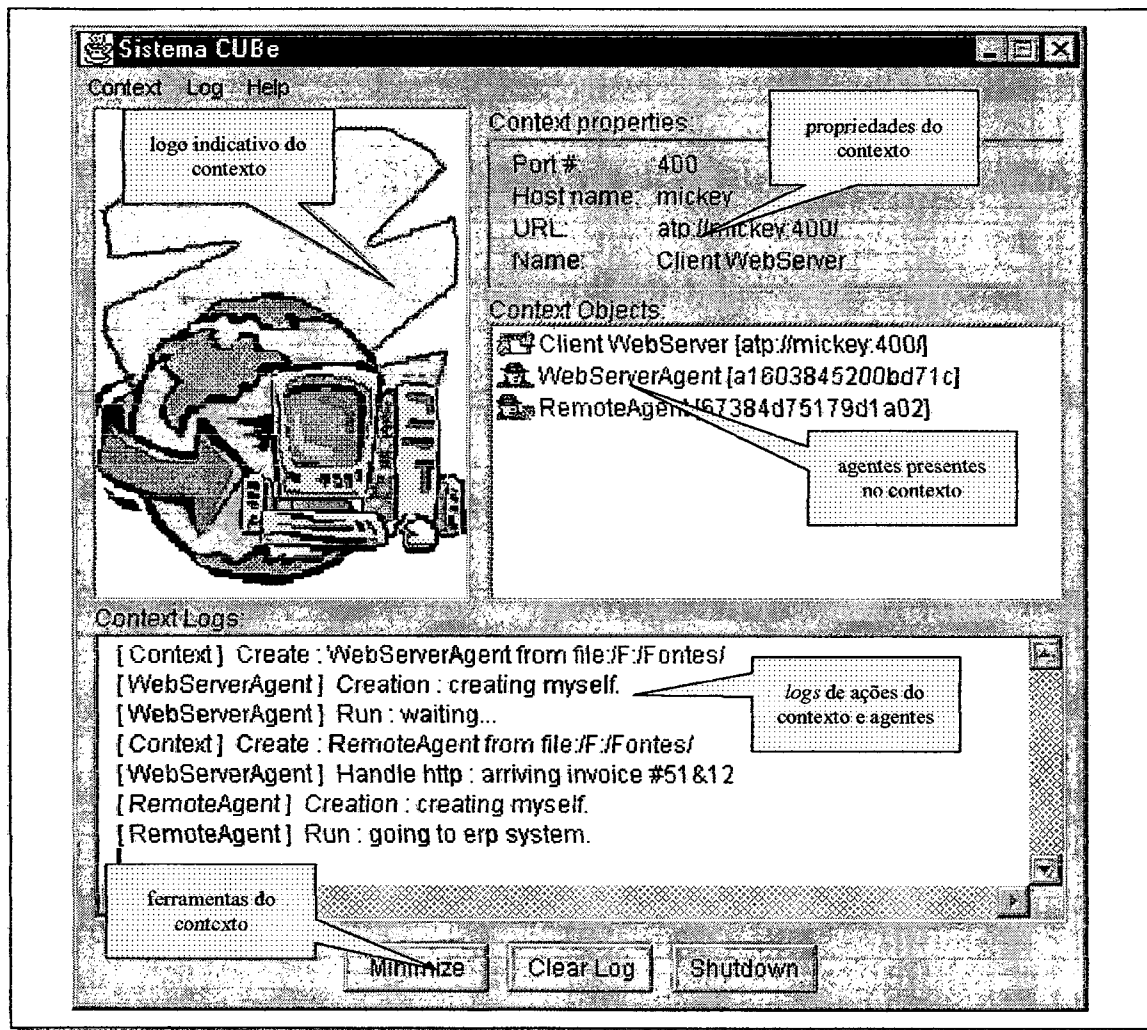 Sistema CUBe
Context Log Help
logo indicativo do
contexto
Context properties:
propriedades do
contexto
Port #: 400
Host name: mickey
URL: atp://mickey:400/
Name: Client WebServer
Context Objects:
Client WebServer [atp://mickey:400/]
WebServerAgent [a1603845200bd71c]
RemoteAgent [67384d75179d1a02]
agentes presentes
no contexto
Context Logs:
[Context] Create : WebServerAgent from file:/F:/Fontes/
[WebServerAgent] Creation : creating myself.
[WebServerAgent] Run : waiting...
[Context] Create : RemoteAgent from file:/F:/Fontes/
[WebServerAgent] Handle http : arriving invoice #51&12
[RemoteAgent] Creation : creating myself.
[RemoteAgent] Run : going to erp system.
logs de ações do
contexto e agentes
ferramentas do
contexto
Minimize Clear Log Shutdown